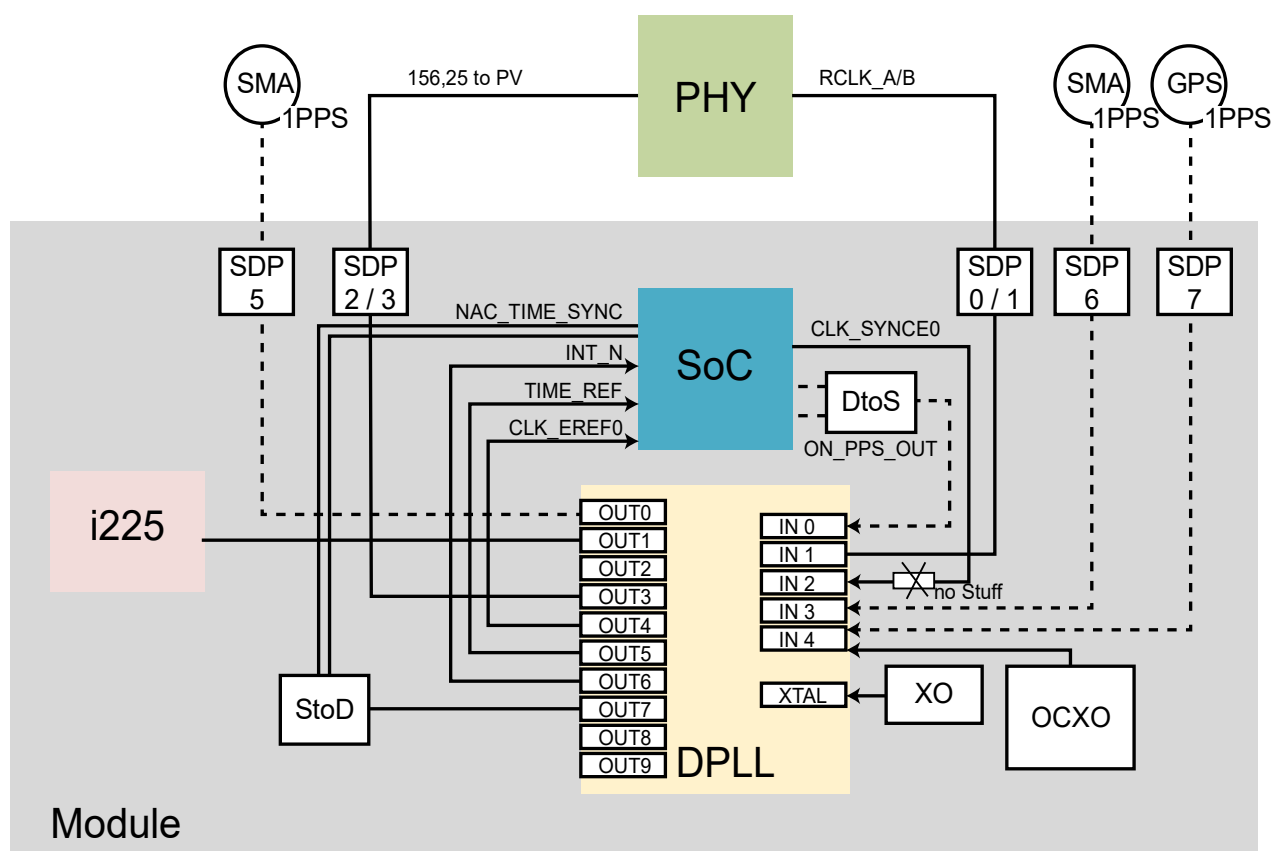 SMA
1PPS
156,25 to PV
PHY
RCLK_A/B
SMA
1PPS
GPS
1PPS
SDP
5
SDP
2 / 3
SDP
0 / 1
SDP
6
SDP
7
NAC_TIME_SYNC
INT_N
TIME_REF
CLK_EREF0
SoC
CLK_SYNCE0
DtoS
ON_PPS_OUT
i225
OUT0
OUT1
OUT2
OUT3
OUT4
OUT5
OUT6
OUT7
OUT8
OUT9
IN 0
IN 1
IN 2
IN 3
IN 4
XTAL
no Stuff
XO
OCXO
StoD
DPLL
Module